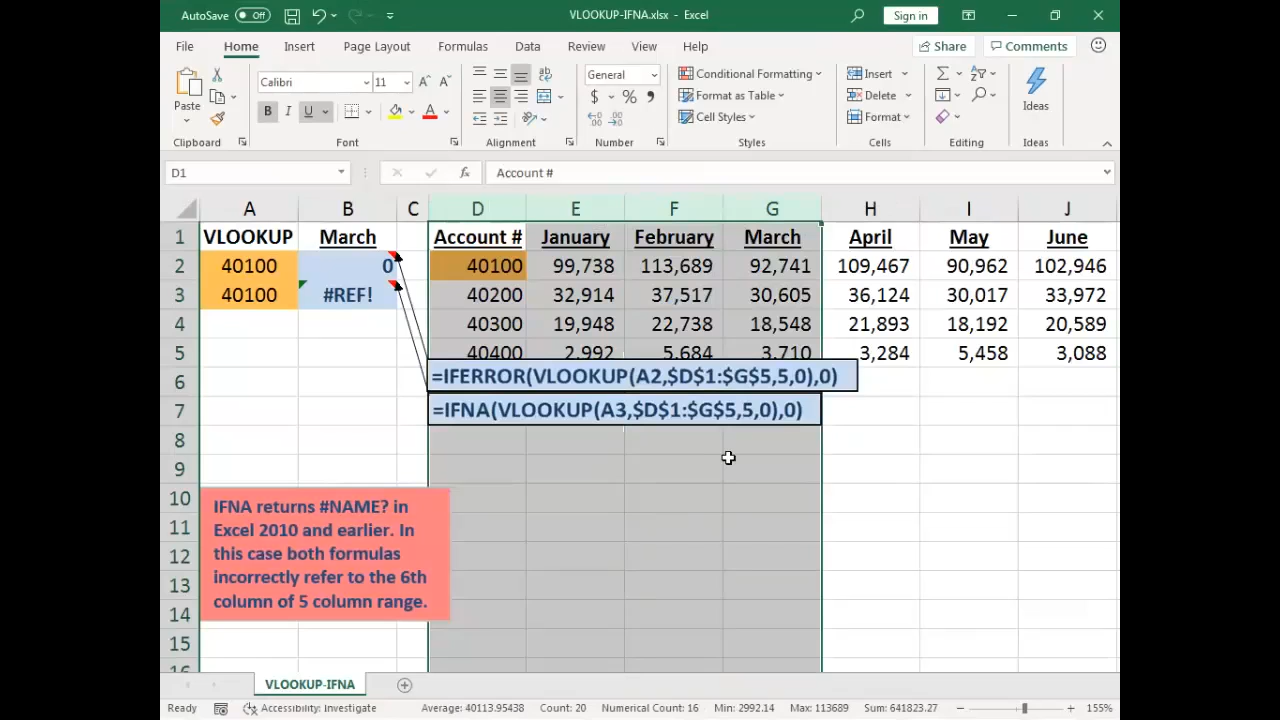 AutoSave Off VLOOKUP-IFNA.xlsx - Excel Sign in
File Home Insert Page Layout Formulas Data Review View Help Share Comments
Paste Calibri 11 A A B I U A ab General $ % Conditional Formatting Format as Table Cell Styles Insert Delete Format Ideas
Clipboard Font Alignment Number Styles Cells Editing Ideas
D1 fx Account #
A B C D E F G H I J
1 VLOOKUP March Account # January February March April May June
2 40100 0 40100 99,738 113,689 92,741 109,467 90,962 102,946
3 40100 #REF! 40200 32,914 37,517 30,605 36,124 30,017 33,972
4 40300 19,948 22,738 18,548 21,893 18,192 20,589
5 40400 2,992 5,684 3,710 3,284 5,458 3,088
6 =IFERROR(VLOOKUP(A2,$D$1:$G$5,5,0),0)
7 =IFNA(VLOOKUP(A3,$D$1:$G$5,5,0),0)
8
9
10
11
12
13
14
15
16
IFNA returns #NAME? in
Excel 2010 and earlier. In
this case both formulas
incorrectly refer to the 6th
column of 5 column range.
VLOOKUP-IFNA
Ready Accessibility: Investigate Average: 40113.95438 Count: 20 Numerical Count: 16 Min: 2992.14 Max: 113689 Sum: 641823.27 155%